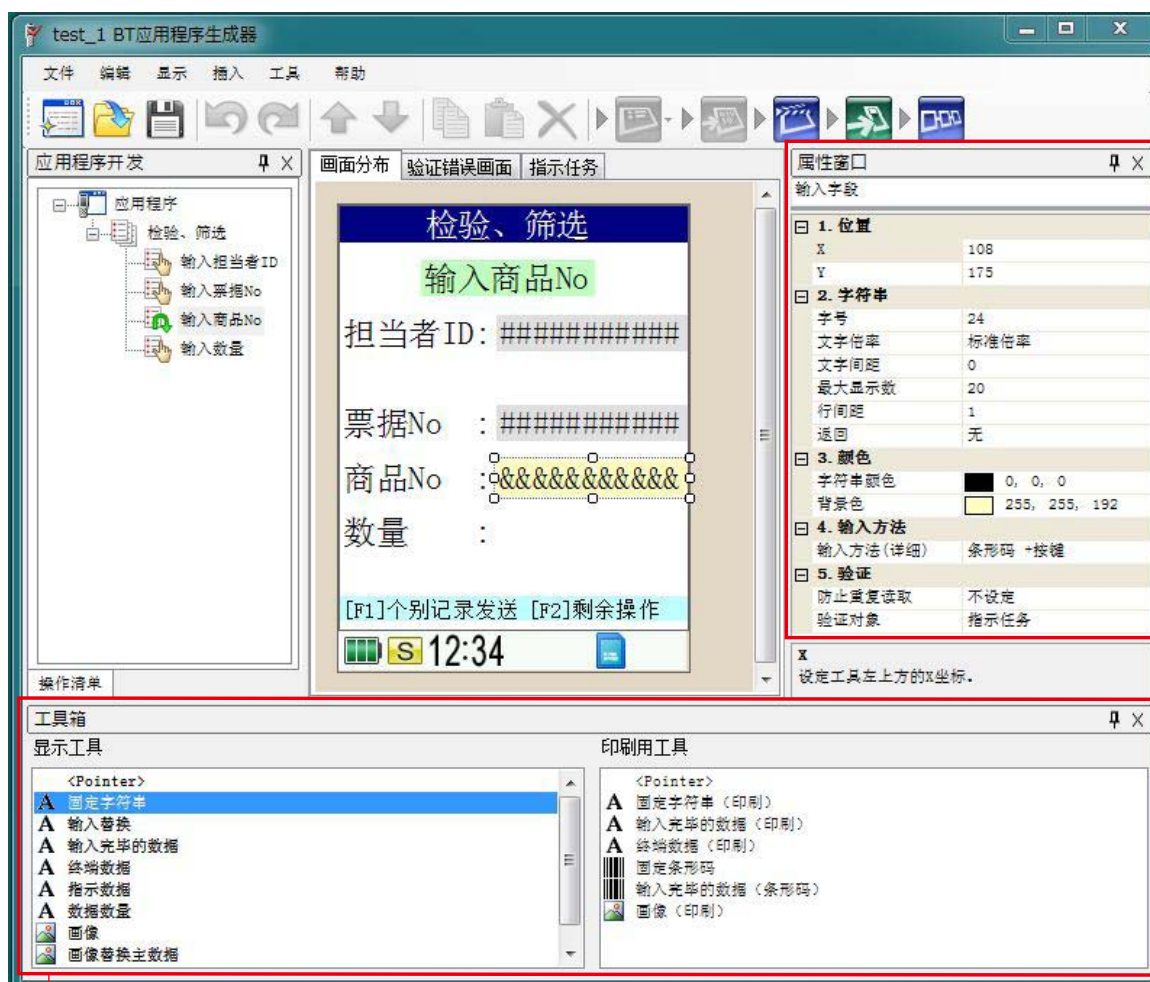 test_1 BT应用程序生成器
文件 编辑 显示 插入 工具 帮助
应用程序开发
应用程序
检验、筛选
输入担当者ID
输入票据No
输入商品No
输入数量
操作清单
画面分布 验证错误画面 指示任务
检验、筛选
输入商品No
担当者ID: ###########
票据No : ###########
商品No :&&&&&&&&&&&
数量 :
[F1]个别记录发送 [F2]剩余操作
S 12:34
属性窗口
输入字段
1. 位置
X 108
Y 175
2. 字符串
字号 24
文字倍率 标准倍率
文字间距 0
最大显示数 20
行间距 1
返回 无
3. 颜色
字符串颜色 0, 0, 0
背景色 255, 255, 192
4. 输入方法
输入方法(详细) 条形码 +按键
5. 验证
防止重复读取 不设定
验证对象 指示任务
X
设定工具左上方的X坐标.
工具箱
显示工具
<Pointer>
A 固定字符串
A 输入替换
A 输入完毕的数据
A 终端数据
A 指示数据
A 数据数量
画像
画像替换主数据
印刷用工具
<Pointer>
A 固定字符串（印刷）
A 输入完毕的数据（印刷）
A 终端数据（印刷）
固定条形码
输入完毕的数据（条形码）
画像（印刷）